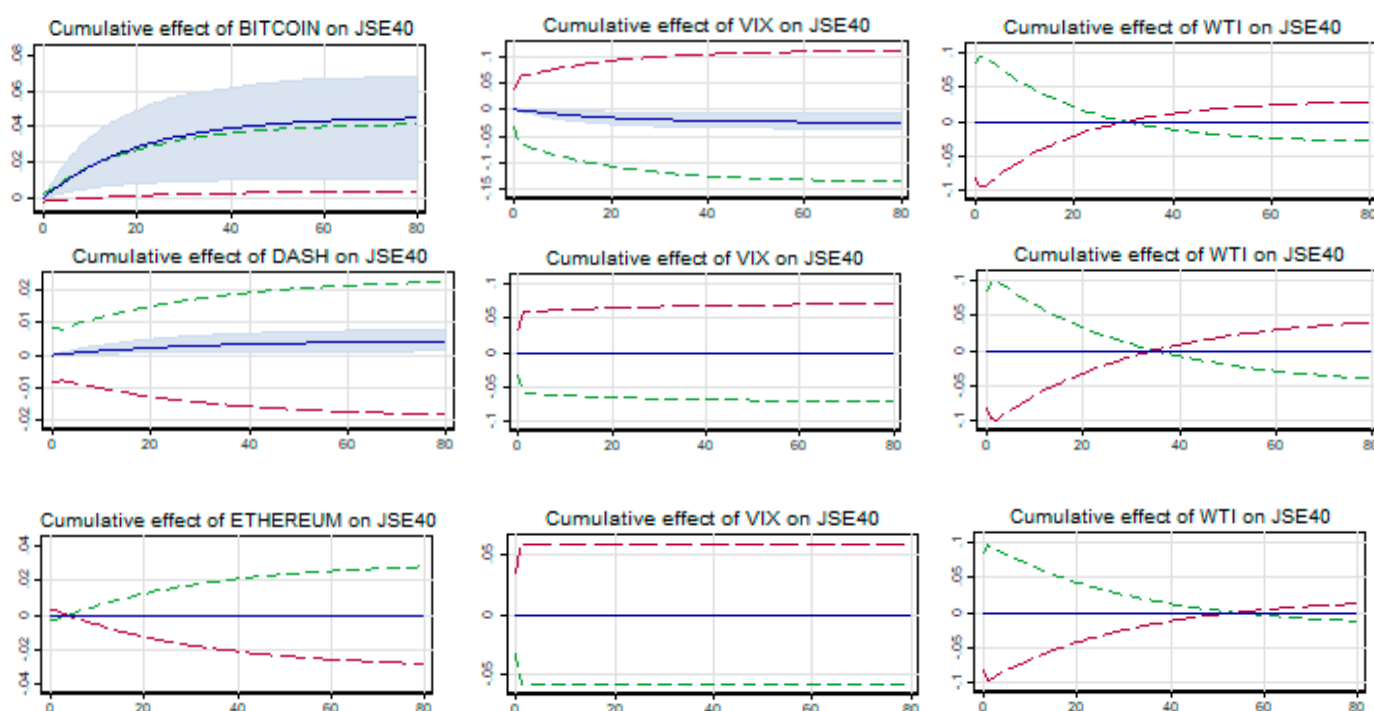 Cumulative effect of BITCOIN on JSE40
.08
.06
.04
.02
0
0 20 40 60 80
Cumulative effect of VIX on JSE40
.1
.05
0
-.05
-.1
-.15
0 20 40 60 80
Cumulative effect of WTI on JSE40
.1
.05
0
-.05
-.1
0 20 40 60 80
Cumulative effect of DASH on JSE40
.02
.01
0
-.01
-.02
0 20 40 60 80
Cumulative effect of VIX on JSE40
.1
.05
0
-.05
-.1
0 20 40 60 80
Cumulative effect of WTI on JSE40
.1
.05
0
-.05
-.1
0 20 40 60 80
Cumulative effect of ETHEREUM on JSE40
.04
.02
0
-.02
-.04
0 20 40 60 80
Cumulative effect of VIX on JSE40
.05
0
-.05
0 20 40 60 80
Cumulative effect of WTI on JSE40
.1
.05
0
-.05
-.1
0 20 40 60 80